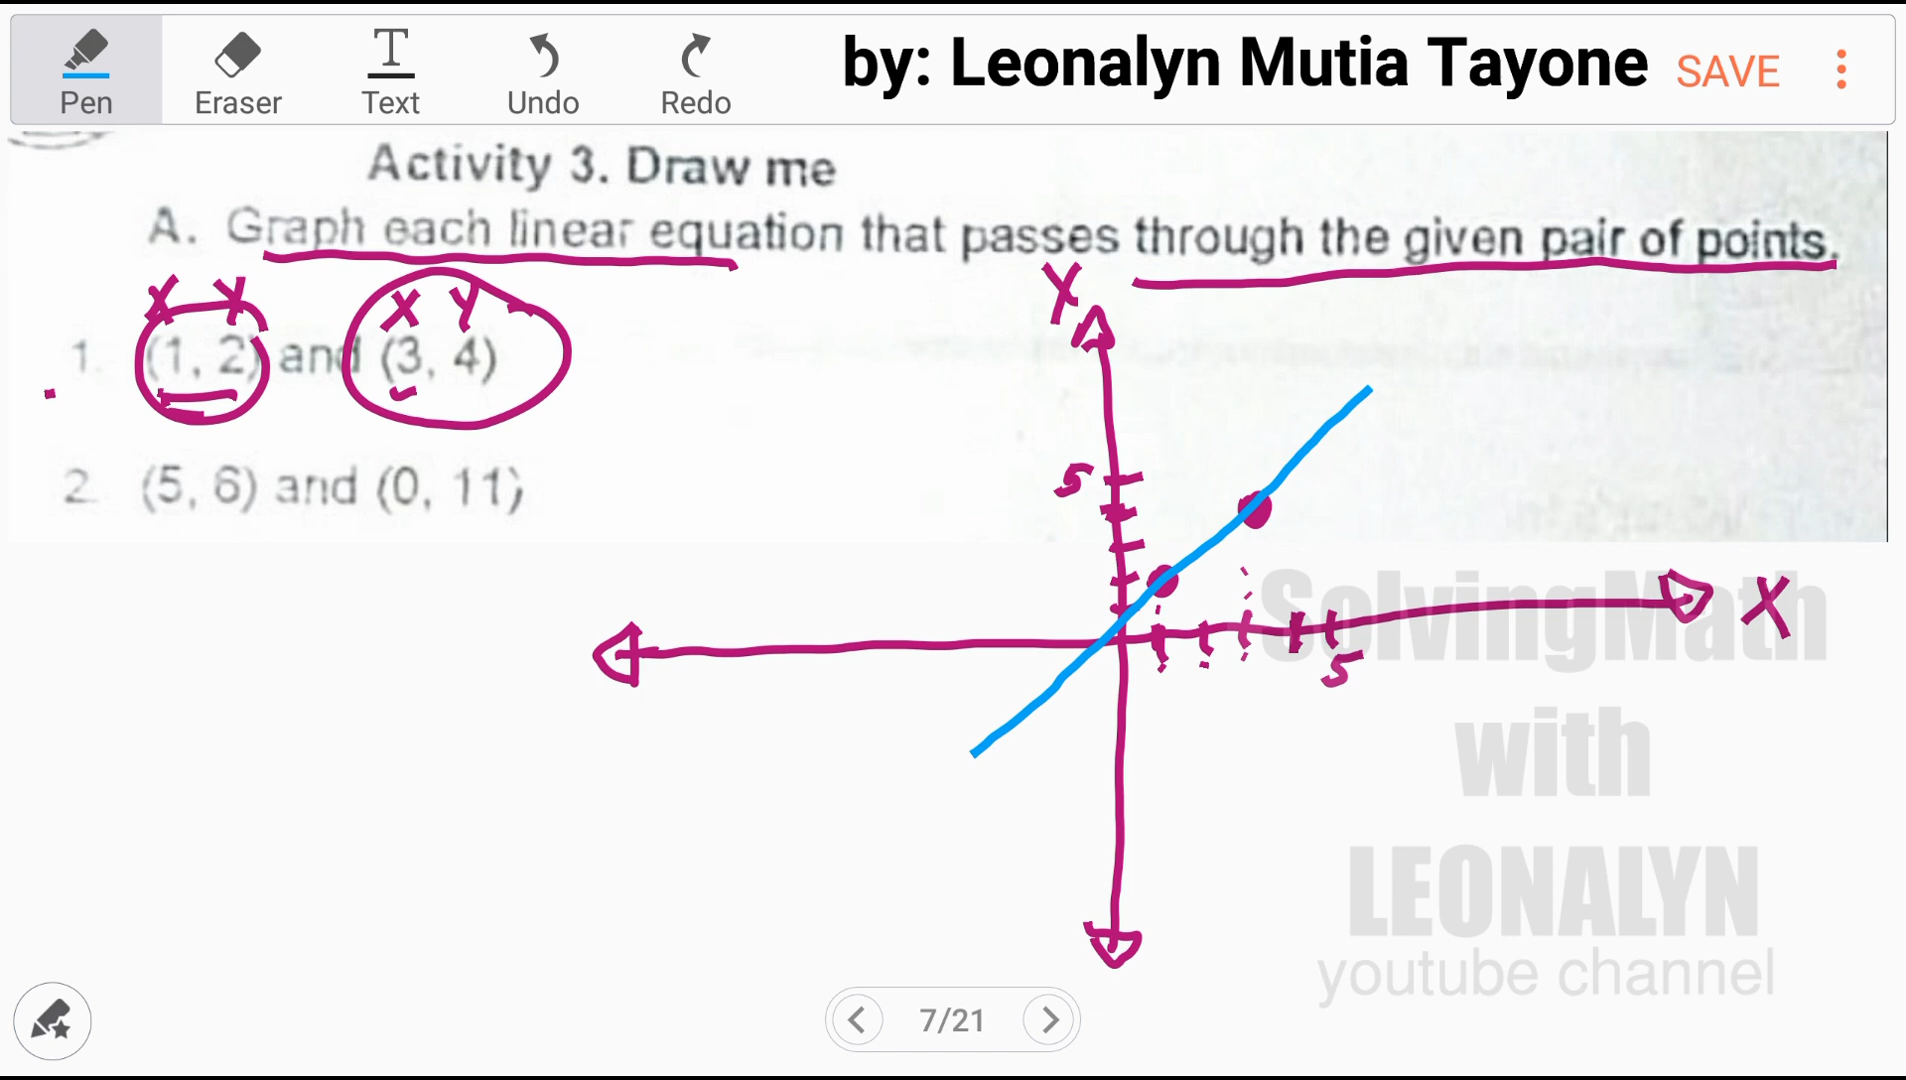 by: Leonalyn Mutia Tayone
SAVE
Pen
Eraser
Text
Undo
Redo
Activity 3. Draw me
A. Graph each linear equation that passes through the given pair of points.
X Y
X Y
1. (1, 2) and (3, 4)
2. (5, 6) and (0, 11)
Y
5
X
5
SolvingMath
with
LEONALYN
youtube channel
7/21